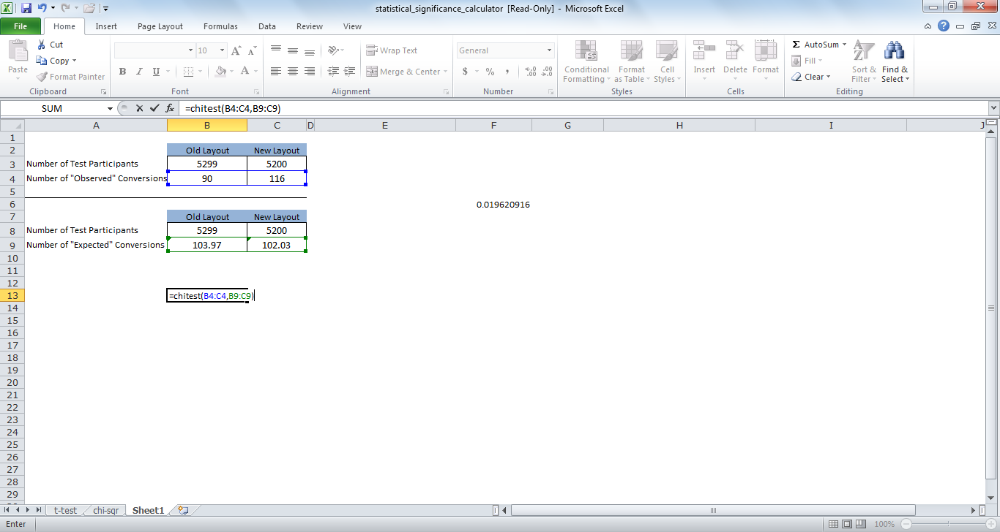 statistical_significance_calculator [Read-Only] - Microsoft Excel
File Home Insert Page Layout Formulas Data Review View
Paste
Cut
Copy
Format Painter
Clipboard
10 A A
B I U A
Font
Wrap Text
Merge & Center
Alignment
General
$ % , .00 .00
Number
Conditional Formatting
Format as Table
Cell Styles
Styles
Insert Delete Format
Cells
Σ AutoSum
Fill
Clear
Sort & Filter
Find & Select
Editing
SUM fx =chitest(B4:C4,B9:C9)
A B C D E F G H I J
1
2 Old Layout New Layout
3 Number of Test Participants 5299 5200
4 Number of "Observed" Conversions 90 116
5
6 0.019620916
7 Old Layout New Layout
8 Number of Test Participants 5299 5200
9 Number of "Expected" Conversions 103.97 102.03
10
11
12
13 =chitest(B4:C4,B9:C9)
14
15
16
17
18
19
20
21
22
23
24
25
26
27
28
29
t-test chi-sqr Sheet1
Enter 100%